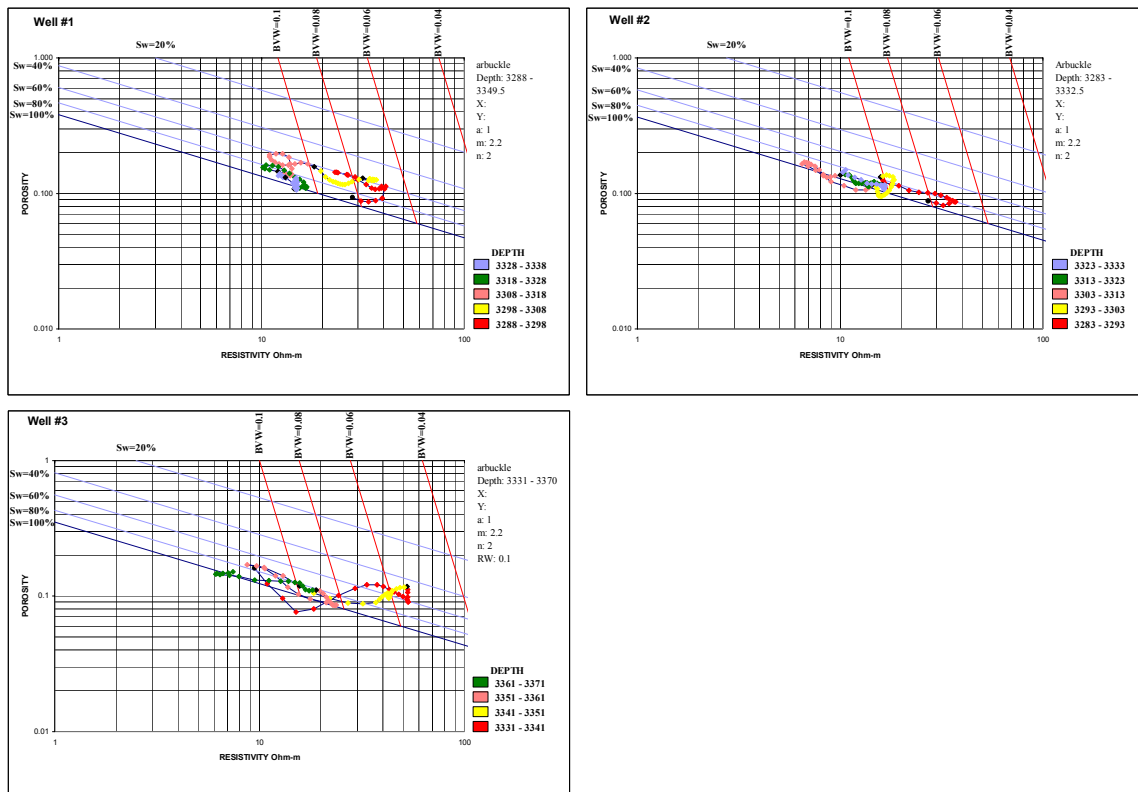 Well #1
BVW=0.1
BVW=0.08
BVW=0.06
BVW=0.04
Sw=20%
Sw=40%
Sw=60%
Sw=80%
Sw=100%
1.000
0.100
0.010
POROSITY
1
10
100
RESISTIVITY Ohm-m
arbuckle
Depth: 3288 -
3349.5
X:
Y:
a: 1
m: 2.2
n: 2
DEPTH
3328 - 3338
3318 - 3328
3308 - 3318
3298 - 3308
3288 - 3298
Well #2
BVW=0.1
BVW=0.08
BVW=0.06
BVW=0.04
Sw=20%
Sw=40%
Sw=60%
Sw=80%
Sw=100%
1.000
0.100
0.010
POROSITY
1
10
100
RESISTIVITY Ohm-m
Arbuckle
Depth: 3283 -
3332.5
X:
Y:
a: 1
m: 2.2
n: 2
DEPTH
3323 - 3333
3313 - 3323
3303 - 3313
3293 - 3303
3283 - 3293
Well #3
BVW=0.1
BVW=0.08
BVW=0.06
BVW=0.04
Sw=20%
Sw=40%
Sw=60%
Sw=80%
Sw=100%
1
0.1
0.01
POROSITY
1
10
100
RESISTIVITY Ohm-m
arbuckle
Depth: 3331 - 3370
X:
Y:
a: 1
m: 2.2
n: 2
RW: 0.1
DEPTH
3361 - 3371
3351 - 3361
3341 - 3351
3331 - 3341